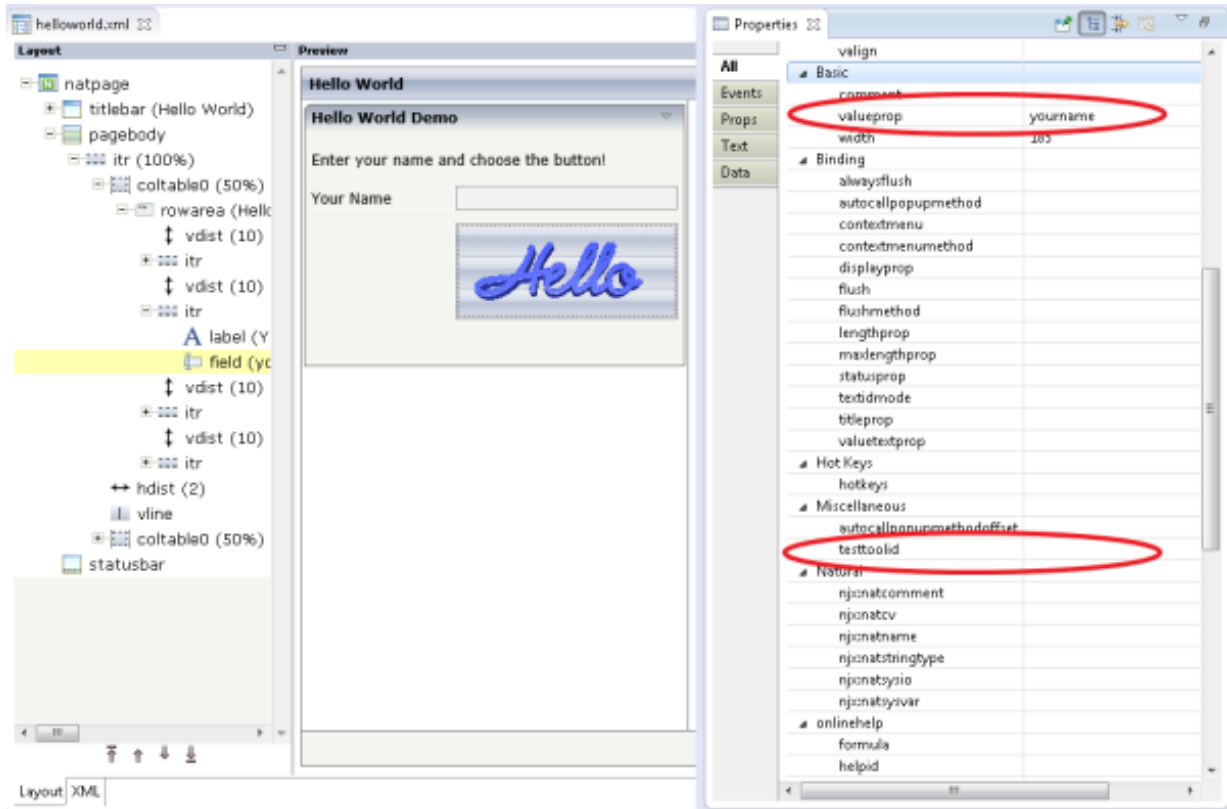 helloworld.xml
Layout
natpage
titlebar (Hello World)
pagebody
itr (100%)
coltable0 (50%)
rowarea (Hello
vdist (10)
itr
vdist (10)
itr
label (Y
field (yo
vdist (10)
itr
vdist (10)
itr
hdist (2)
vline
coltable0 (50%)
statusbar
Layout XML
Preview
Hello World
Hello World Demo
Enter your name and choose the button!
Your Name
Hello
Properties
All
Events
Props
Text
Data
valign
Basic
comment
valueprop yourname
width 185
Binding
alwaysflush
autocallpopupmethod
contextmenu
contextmenumethod
displayprop
flush
flushmethod
lengthprop
maxlengthprop
statusprop
textidmode
titleprop
valuetextprop
Hot Keys
hotkeys
Miscellaneous
autocallpopupmethodoffset
testtoolid
Natural
njx:natcomment
njx:natcv
njx:natname
njx:natstringtype
njx:natsysio
njx:natsysvar
onlinehelp
formula
helpid